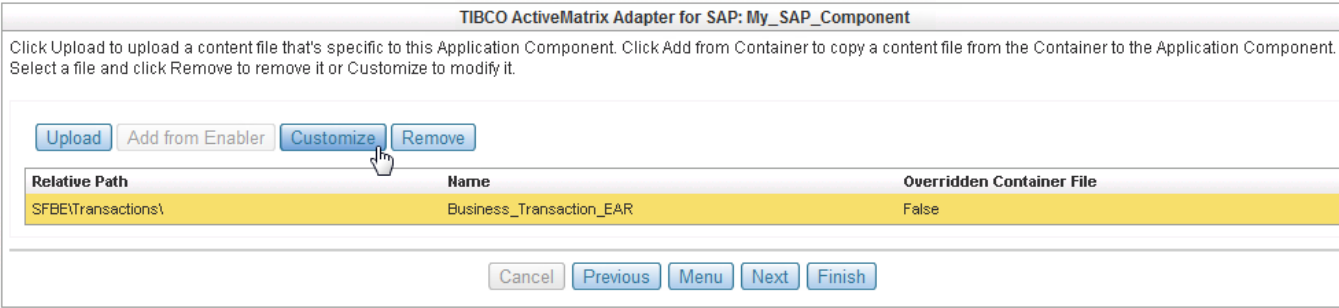 TIBCO ActiveMatrix Adapter for SAP: My_SAP_Component
Click Upload to upload a content file that's specific to this Application Component. Click Add from Container to copy a content file from the Container to the Application Component.
Select a file and click Remove to remove it or Customize to modify it.
Upload Add from Enabler Customize Remove
Relative Path Name Overridden Container File
SFBE\Transactions\ Business_Transaction_EAR False
Cancel Previous Menu Next Finish